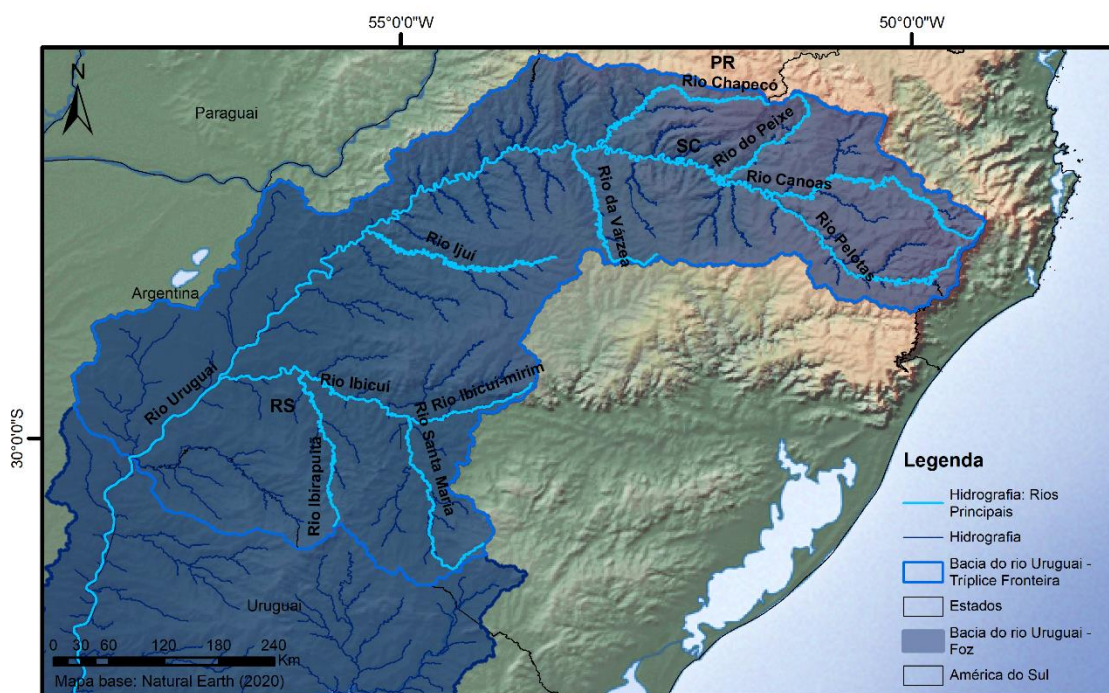 55°0'0"W
50°0'0"W
N
PR
Rio Chapecó
Paraguai
Rio do Peixe
SC
Rio Canoas
Rio da Várzea
Rio Pelotas
Rio Ijuí
Argentina
Rio Uruguai
Rio Ibicuí
Rio Ibicuí-mirim
RS
Rio Santa Maria
Rio Ibirapuitã
30°0'0"S
Uruguai
0 30 60 120 180 240
Km
Mapa base: Natural Earth (2020)
Legenda
Hidrografia: Rios
Principais
Hidrografia
Bacia do rio Uruguai -
Tríplice Fronteira
Estados
Bacia do rio Uruguai -
Foz
América do Sul